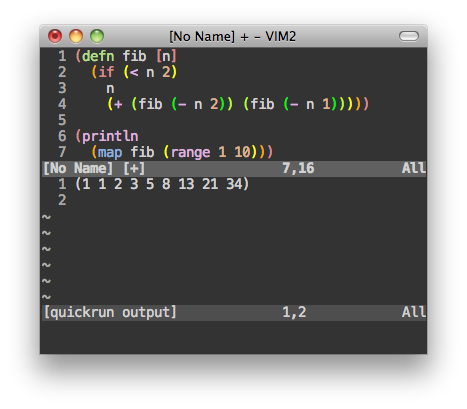 [No Name] + – VIM2
1 (defn fib [n]
2   (if (< n 2)
3     n
4     (+ (fib (- n 2)) (fib (- n 1)))))
5
6 (println
7   (map fib (range 1 10)))
[No Name] [+] 7,16 All
1 (1 1 2 3 5 8 13 21 34)
2
~
~
~
~
~
~
[quickrun output] 1,2 All